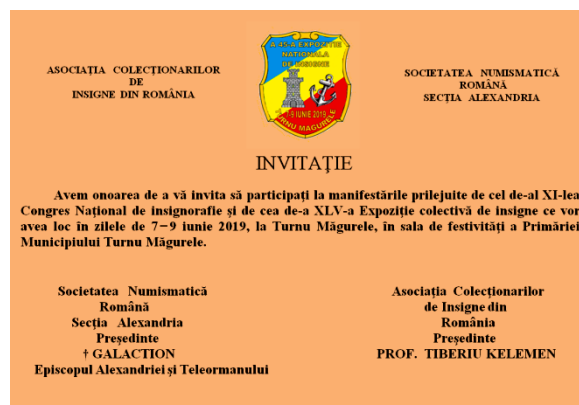 ASOCIAȚIA COLECȚIONARILOR
DE
INSIGNE DIN ROMÂNIA
A 45-A EXPOZIȚIE
NAȚIONALA
DE INSIGNE
7-9 IUNIE 2019
TURNU MAGURELE
SOCIETATEA NUMISMATICĂ
ROMÂNĂ
SECȚIA ALEXANDRIA
INVITAŢIE
Avem onoarea de a vă invita să participați la manifestările prilejuite de cel de-al XI-lea
Congres Național de insignorafie și de cea de-a XLV-a Expoziție colectivă de insigne ce vor
avea loc în zilele de 7−9 iunie 2019, la Turnu Măgurele, în sala de festivități a Primăriei
Municipiului Turnu Măgurele.
Societatea Numismatică
Română
Secția Alexandria
Președinte
† GALACTION
Episcopul Alexandriei și Teleormanului
Asociația Colecționarilor
de Insigne din
România
Președinte
PROF. TIBERIU KELEMEN